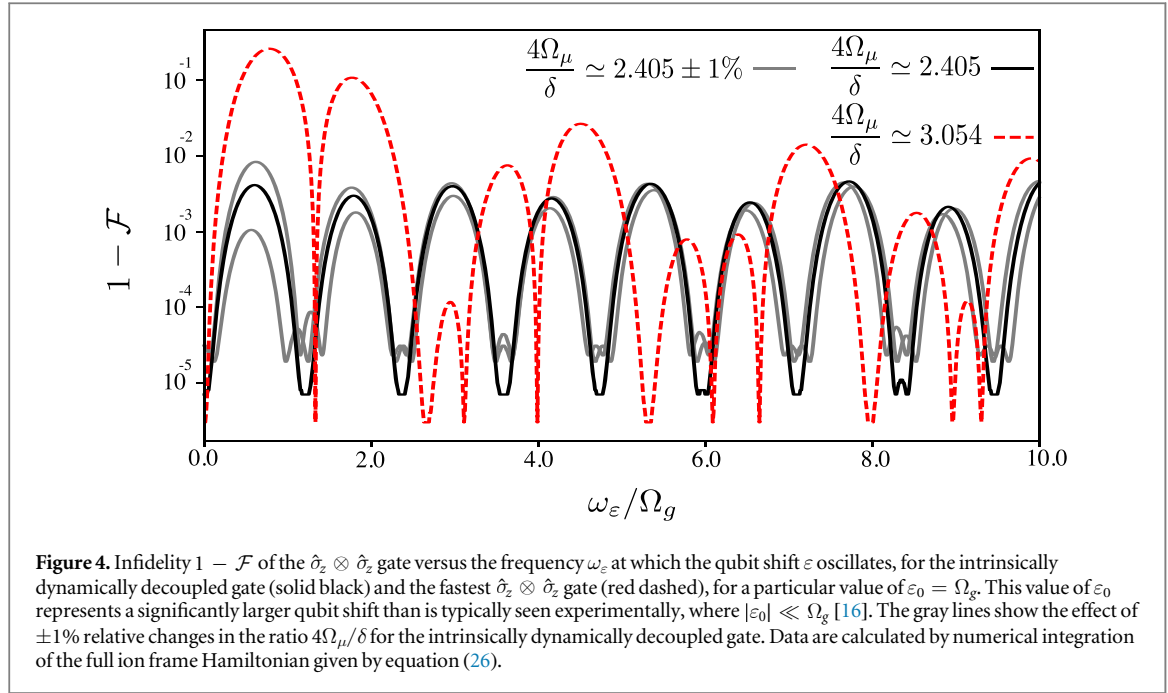 10⁻¹
10⁻²
10⁻³
10⁻⁴
10⁻⁵
1 − ℱ
4Ω_μ/δ ≃ 2.405 ± 1%
4Ω_μ/δ ≃ 2.405
4Ω_μ/δ ≃ 3.054
0.0 2.0 4.0 6.0 8.0 10.0
ω_ε/Ω_g
Figure 4. Infidelity 1 − ℱ of the σ̂_z ⊗ σ̂_z gate versus the frequency ω_ε at which the qubit shift ε oscillates, for the intrinsically
dynamically decoupled gate (solid black) and the fastest σ̂_z ⊗ σ̂_z gate (red dashed), for a particular value of ε₀ = Ω_g. This value of ε₀
represents a significantly larger qubit shift than is typically seen experimentally, where |ε₀| ≪ Ω_g [16]. The gray lines show the effect of
±1% relative changes in the ratio 4Ω_μ/δ for the intrinsically dynamically decoupled gate. Data are calculated by numerical integration
of the full ion frame Hamiltonian given by equation (26).